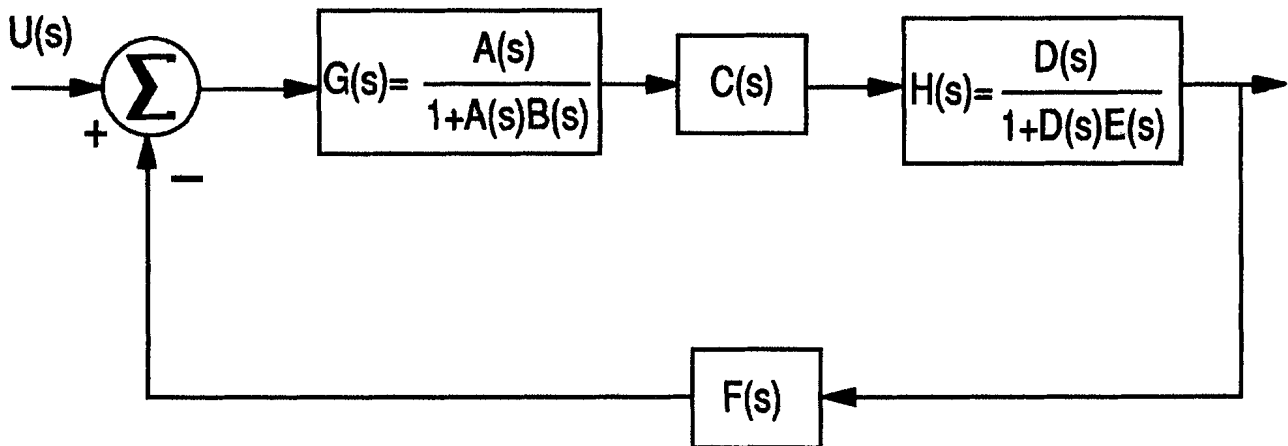 U(s)
Σ
+
−
G(s)= A(s)
1+A(s)B(s)
C(s)
H(s)= D(s)
1+D(s)E(s)
F(s)